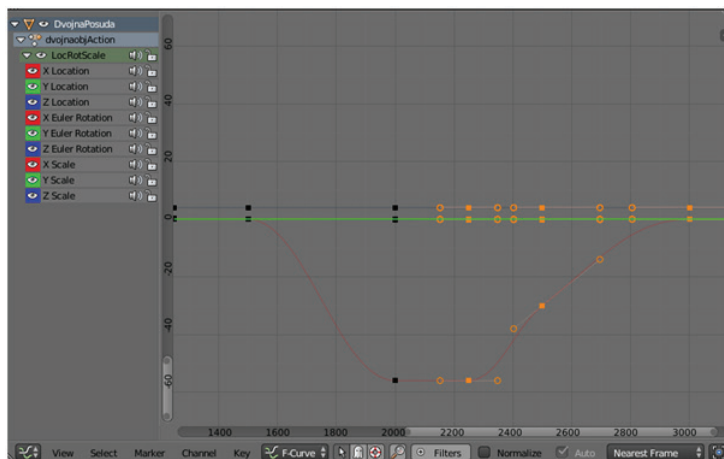 DvojnaPosuda
dvojnaobjAction
LocRotScale
X Location
Y Location
Z Location
X Euler Rotation
Y Euler Rotation
Z Euler Rotation
X Scale
Y Scale
Z Scale
60
40
20
0
-20
-40
-60
1400 1600 1800 2000 2200 2400 2600 2800 3000
View Select Marker Channel Key F-Curve Filters Normalize Auto Nearest Frame